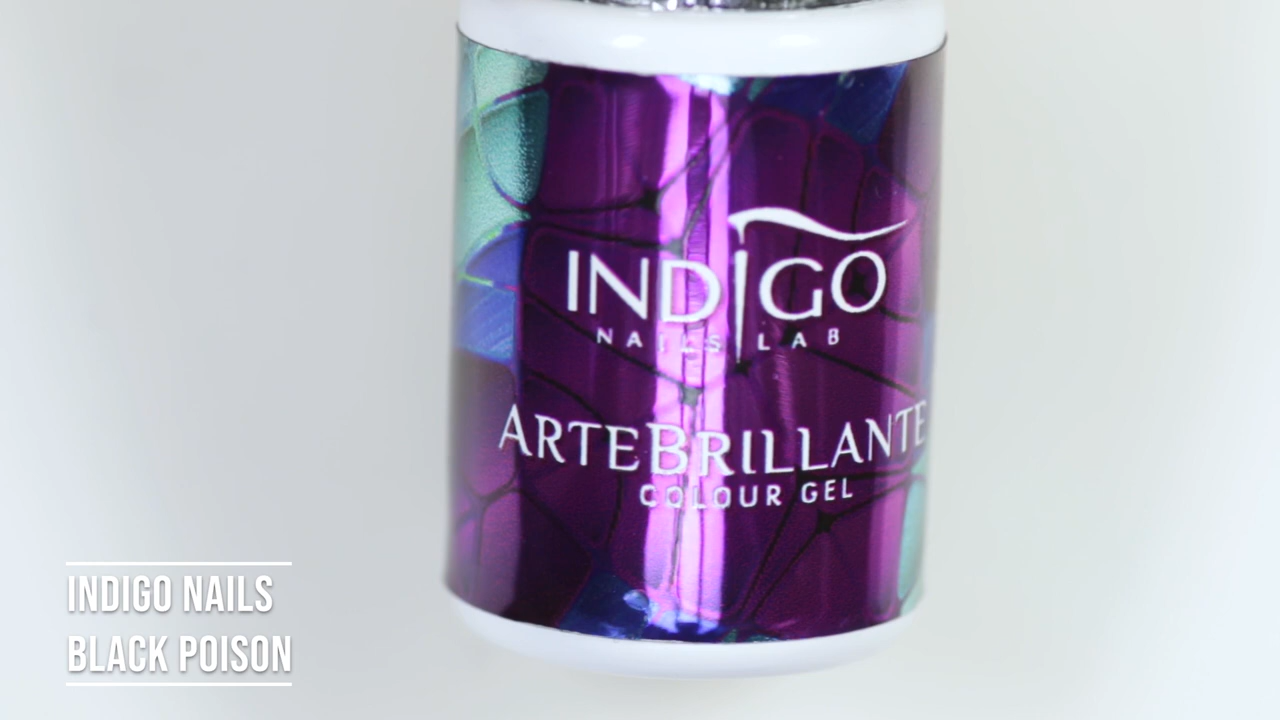 INDIGO
NAILS LAB
ARTEBRILLANTE
COLOUR GEL
INDIGO NAILS
BLACK POISON